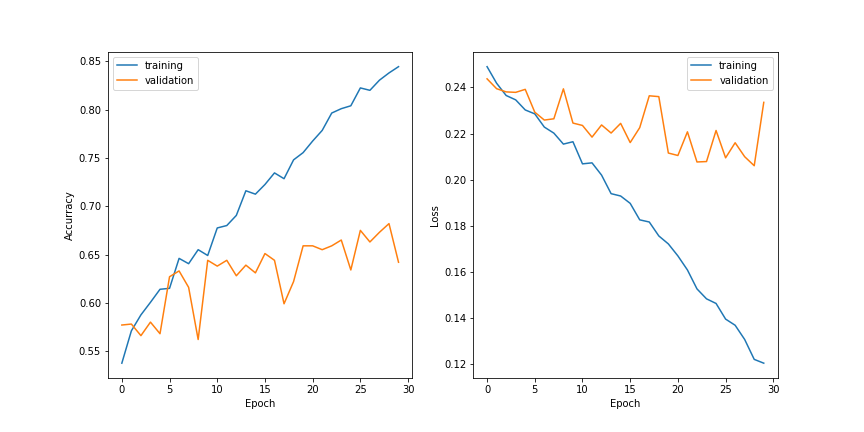 training
validation
0.85
0.80
0.75
0.70
0.65
0.60
0.55
Accurracy
0 5 10 15 20 25 30
Epoch
training
validation
0.24
0.22
0.20
0.18
0.16
0.14
0.12
Loss
0 5 10 15 20 25 30
Epoch